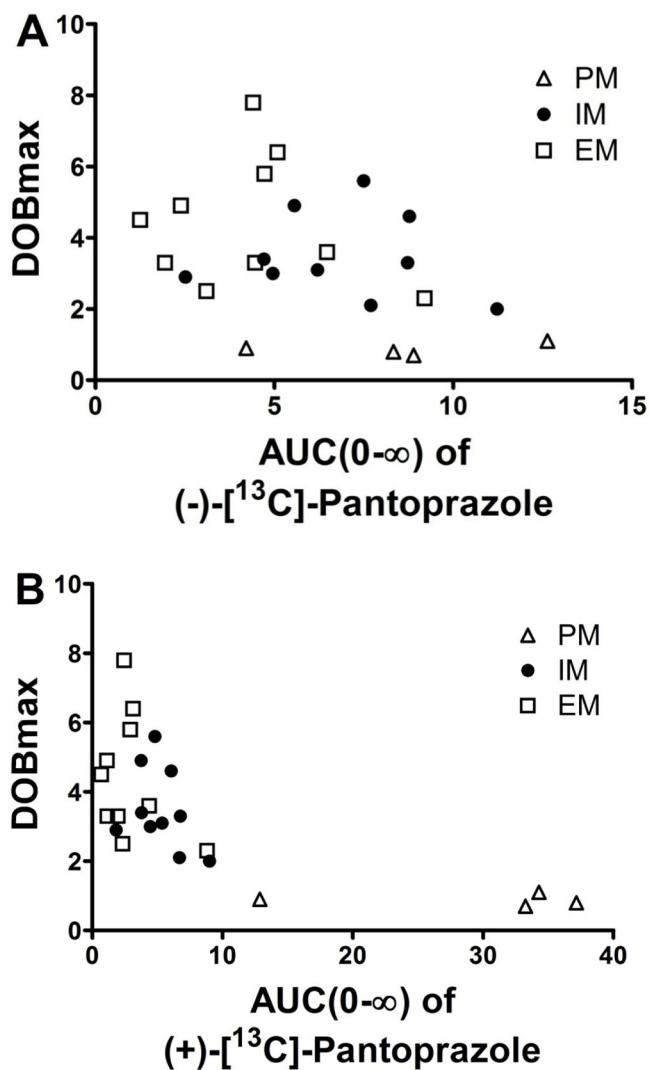 A
10
8
6
4
2
0
DOBmax
PM
IM
EM
0 5 10 15
AUC(0-∞) of
(-)-[¹³C]-Pantoprazole
B
10
8
6
4
2
0
DOBmax
PM
IM
EM
0 10 20 30 40
AUC(0-∞) of
(+)-[¹³C]-Pantoprazole